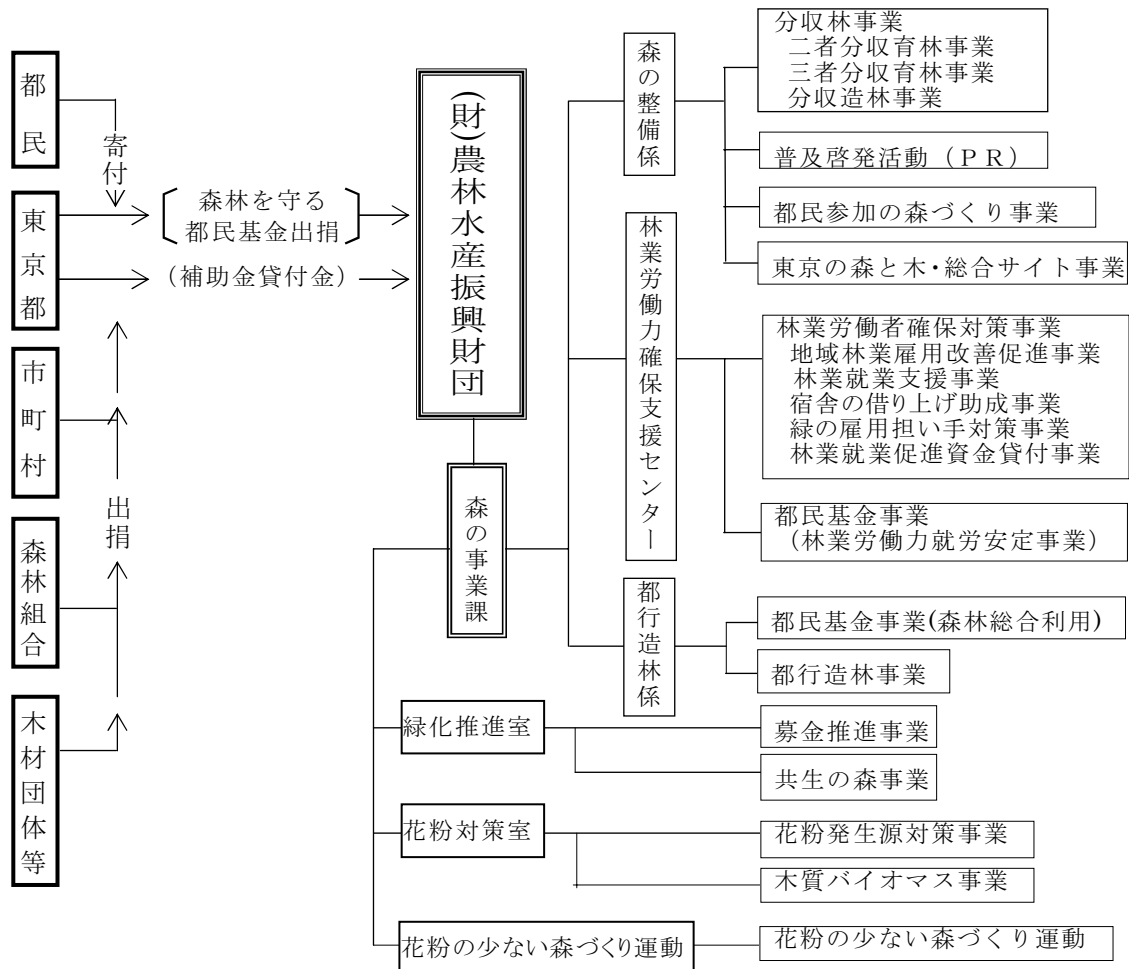 都民
寄付
東京都
森林を守る
都民基金出捐
(補助金貸付金)
市町村
出捐
森林組合
木材団体等
(財)農林水産振興財団
森の事業課
森の整備係
分収林事業
二者分収育林事業
三者分収育林事業
分収造林事業
普及啓発活動（ＰＲ）
都民参加の森づくり事業
東京の森と木・総合サイト事業
林業労働力確保支援センター
林業労働者確保対策事業
地域林業雇用改善促進事業
林業就業支援事業
宿舎の借り上げ助成事業
緑の雇用担い手対策事業
林業就業促進資金貸付事業
都民基金事業
（林業労働力就労安定事業）
都行造林係
都民基金事業(森林総合利用)
都行造林事業
緑化推進室
募金推進事業
共生の森事業
花粉対策室
花粉発生源対策事業
木質バイオマス事業
花粉の少ない森づくり運動
花粉の少ない森づくり運動